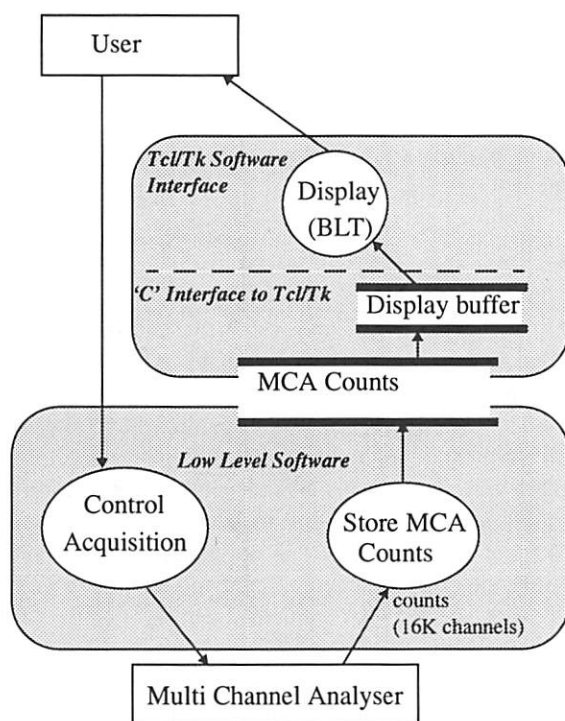 User
Tcl/Tk Software
Interface
Display
(BLT)
‘C’ Interface to Tcl/Tk
Display buffer
MCA Counts
Low Level Software
Control
Acquisition
Store MCA
Counts
counts
(16K channels)
Multi Channel Analyser